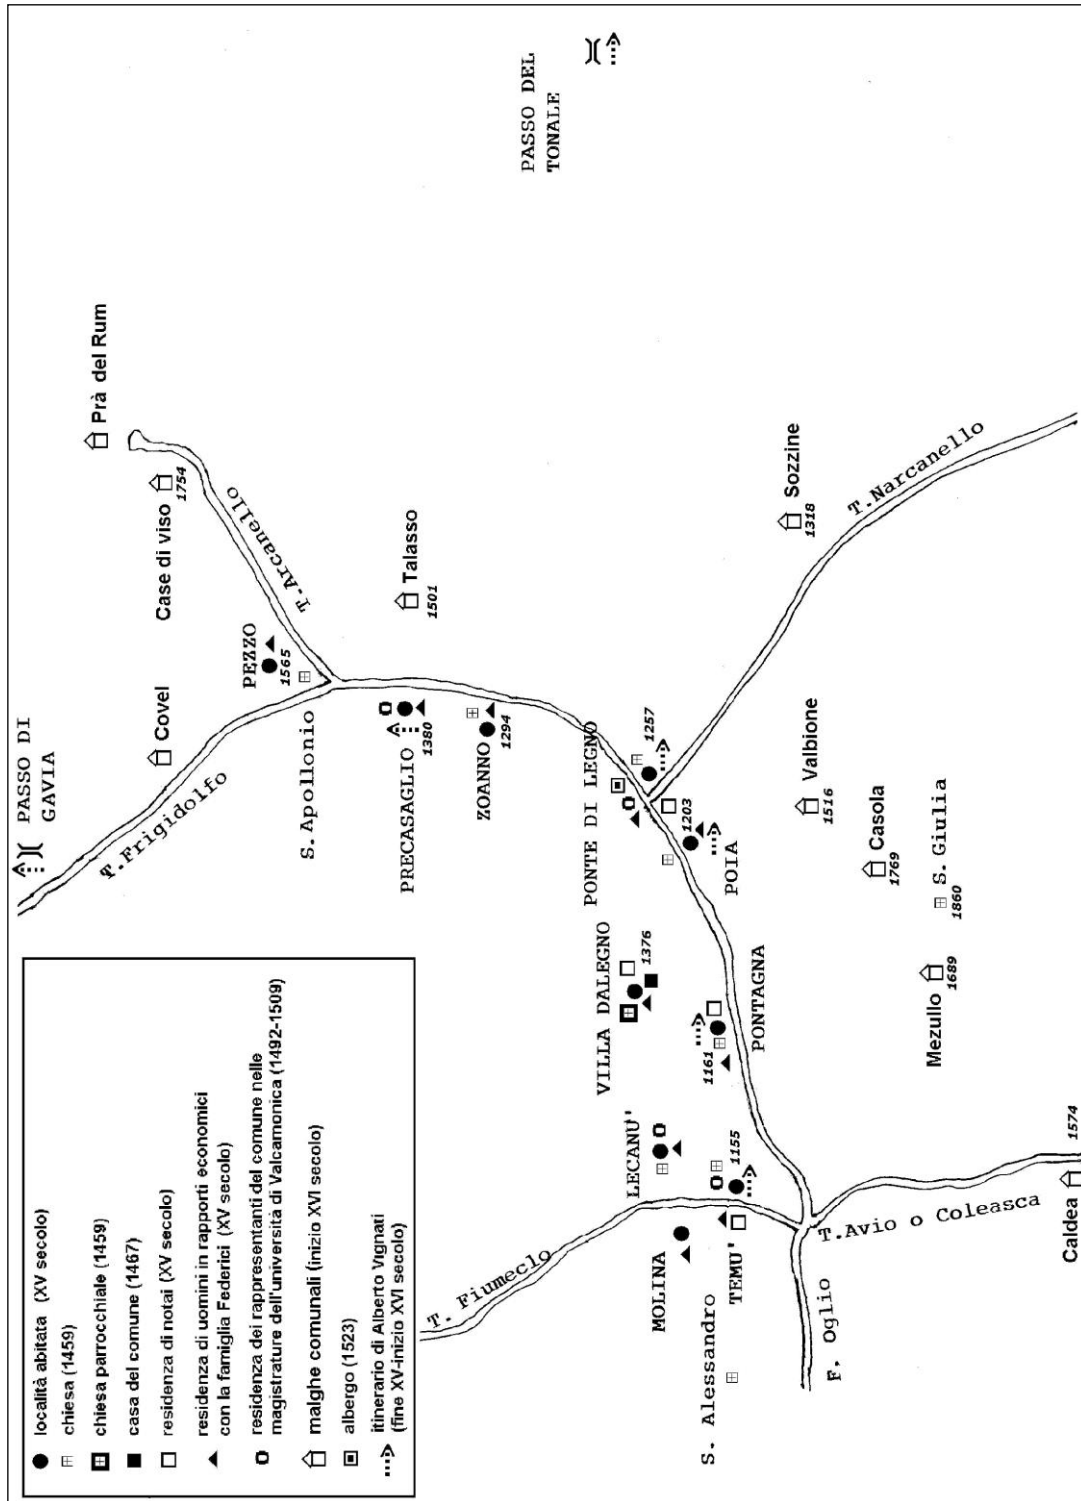 località abitata (XV secolo)
chiesa (1459)
chiesa parrocchiale (1459)
casa del comune (1467)
residenza di notai (XV secolo)
residenza di uomini in rapporti economici
con la famiglia Federici (XV secolo)
residenza dei rappresentanti del comune nelle
magistrature dell'università di Valcamonica (1492-1509)
malghe comunali (inizio XVI secolo)
albergo (1523)
itinerario di Alberto Vignati
(fine XV-inizio XVI secolo)
PASSO DI
GAVIA
T.Frigidolfo
Covel
Case di viso
1754
Prà del Rum
T.Arcanello
PEZZO
1565
S.Apollonio
PRECASAGLIO
1380
Talasso
1501
ZOANNO
1294
PASSO DEL
TONALE
PONTE DI LEGNO
1257
1203
POIA
Sozzine
1318
T.Narcanello
Valbione
1516
Casola
1769
S.Giulia
1860
Mezullo
1689
VILLA DALEGNO
1376
1161
PONTAGNA
LECANU''
1155
T. Fiumeclo
MOLINA
TEMU'
S. Alessandro
F. Oglio
T.Avio o Coleasca
Caldea
1574